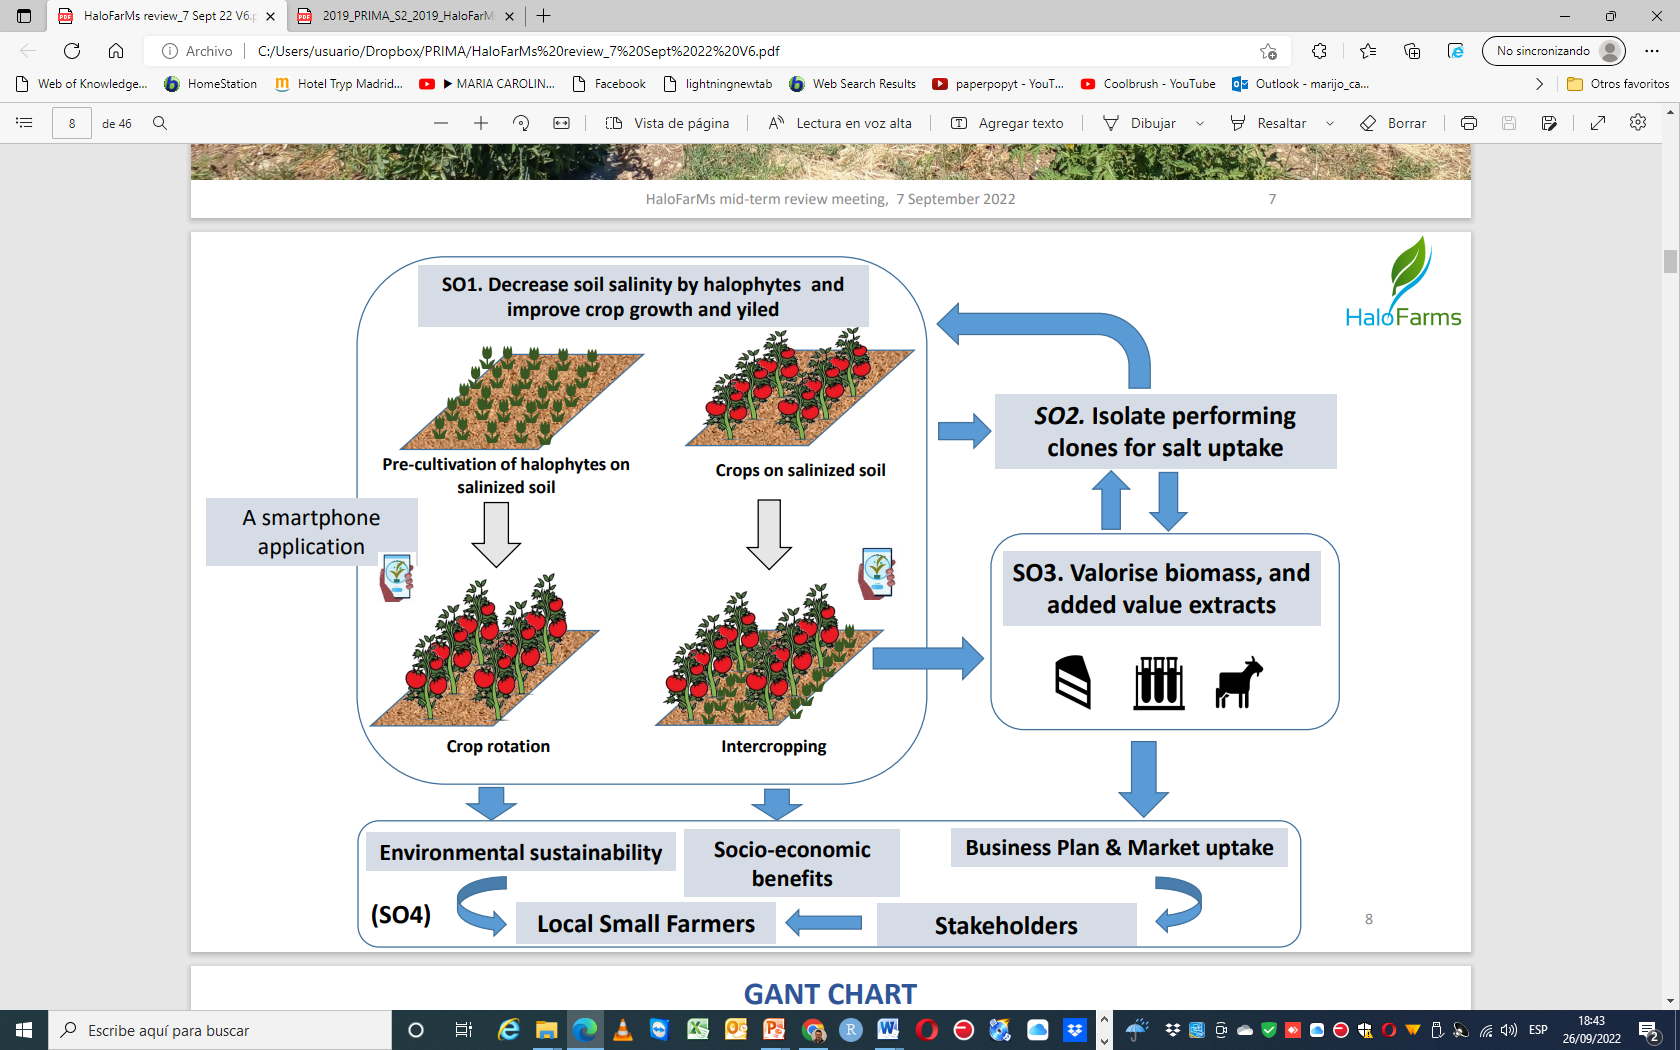 HaloFarMs review_7 Sept 22 V6.p
2019_PRIMA_S2_2019_HaloFarM
Archivo
C:/Users/usuario/Dropbox/PRIMA/HaloFarMs%20review_7%20Sept%2022%20V6.pdf
No sincronizando
Web of Knowledge...
HomeStation
Hotel Tryp Madrid...
MARIA CAROLIN...
Facebook
lightningnewtab
Web Search Results
paperpopyt - YouT...
Coolbrush - YouTube
Outlook - marijo_ca...
Otros favoritos
8
de 46
Vista de página
Lectura en voz alta
Agregar texto
Dibujar
Resaltar
Borrar
HaloFarMs mid-term review meeting, 7 September 2022
7
HaloFarms
SO1. Decrease soil salinity by halophytes and
improve crop growth and yiled
Pre-cultivation of halophytes on
salinized soil
Crops on salinized soil
SO2. Isolate performing
clones for salt uptake
A smartphone
application
SO3. Valorise biomass, and
added value extracts
Crop rotation
Intercropping
Environmental sustainability
Socio-economic
benefits
Business Plan & Market uptake
(SO4)
Local Small Farmers
Stakeholders
8
GANT CHART
Escribe aquí para buscar
ESP
18:43
26/09/2022
2